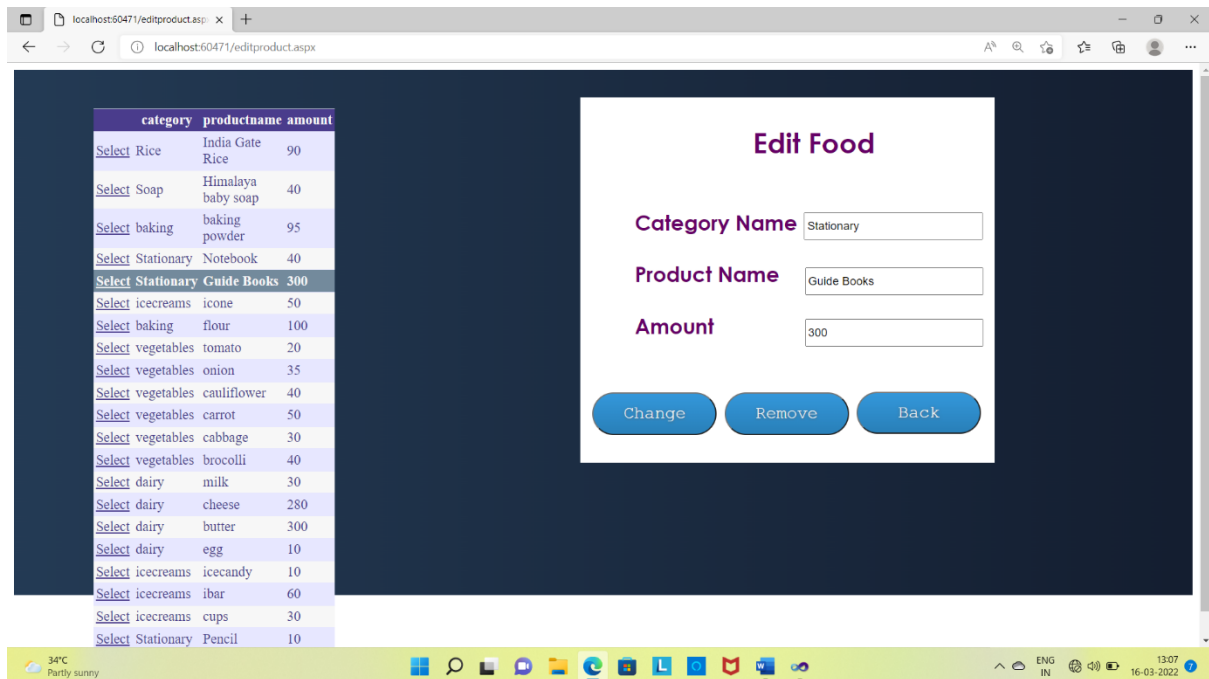 localhost:60471/editproduct.asp
localhost:60471/editproduct.aspx
category productname amount
Select Rice India Gate Rice 90
Select Soap Himalaya baby soap 40
Select baking baking powder 95
Select Stationary Notebook 40
Select Stationary Guide Books 300
Select icecreams icone 50
Select baking flour 100
Select vegetables tomato 20
Select vegetables onion 35
Select vegetables cauliflower 40
Select vegetables carrot 50
Select vegetables cabbage 30
Select vegetables brocolli 40
Select dairy milk 30
Select dairy cheese 280
Select dairy butter 300
Select dairy egg 10
Select icecreams icecandy 10
Select icecreams ibar 60
Select icecreams cups 30
Select Stationary Pencil 10
Edit Food
Category Name Stationary
Product Name Guide Books
Amount 300
Change Remove Back
34°C
Partly sunny
L
ENG
IN
13:07
16-03-2022
7